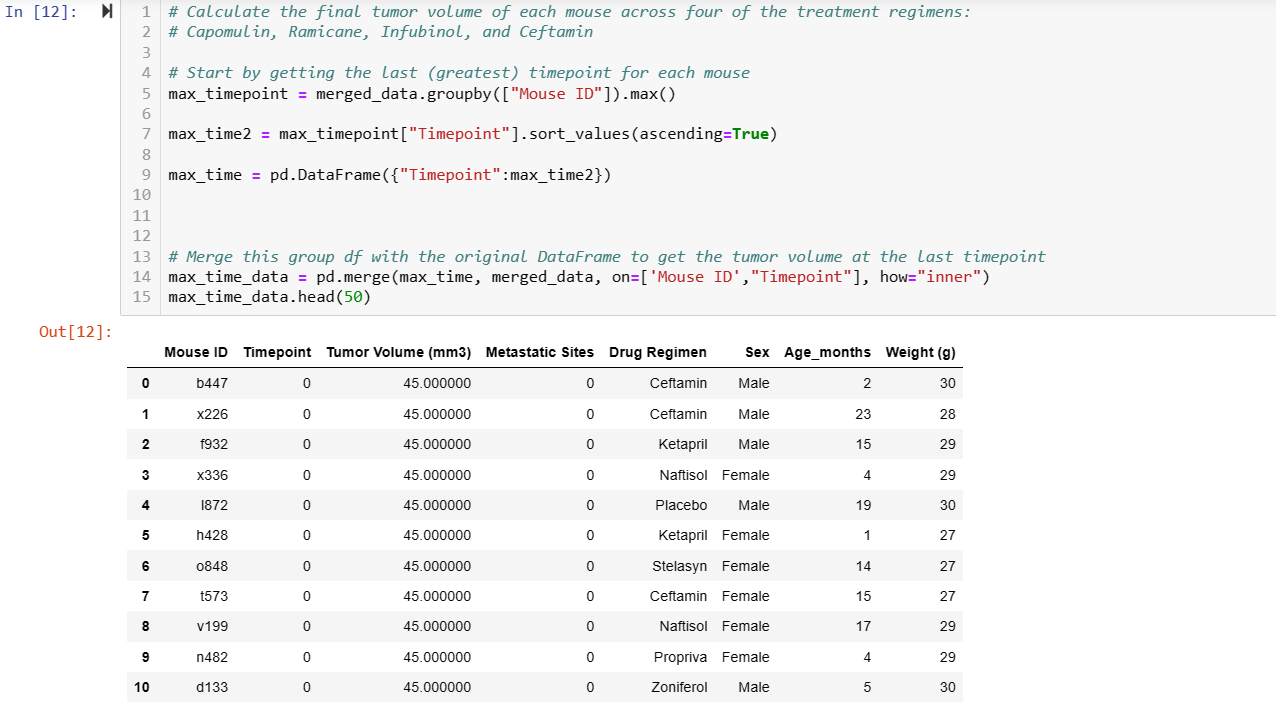 In [12]:
1 # Calculate the final tumor volume of each mouse across four of the treatment regimens:
2 # Capomulin, Ramicane, Infubinol, and Ceftamin
3
4 # Start by getting the last (greatest) timepoint for each mouse
5 max_timepoint = merged_data.groupby(["Mouse ID"]).max()
6
7 max_time2 = max_timepoint["Timepoint"].sort_values(ascending=True)
8
9 max_time = pd.DataFrame({"Timepoint":max_time2})
10
11
12
13 # Merge this group df with the original DataFrame to get the tumor volume at the last timepoint
14 max_time_data = pd.merge(max_time, merged_data, on=['Mouse ID',"Timepoint"], how="inner")
15 max_time_data.head(50)
Out[12]:
Mouse ID Timepoint Tumor Volume (mm3) Metastatic Sites Drug Regimen Sex Age_months Weight (g)
0 b447 0 45.000000 0 Ceftamin Male 2 30
1 x226 0 45.000000 0 Ceftamin Male 23 28
2 f932 0 45.000000 0 Ketapril Male 15 29
3 x336 0 45.000000 0 Naftisol Female 4 29
4 l872 0 45.000000 0 Placebo Male 19 30
5 h428 0 45.000000 0 Ketapril Female 1 27
6 o848 0 45.000000 0 Stelasyn Female 14 27
7 t573 0 45.000000 0 Ceftamin Female 15 27
8 v199 0 45.000000 0 Naftisol Female 17 29
9 n482 0 45.000000 0 Propriva Female 4 29
10 d133 0 45.000000 0 Zoniferol Male 5 30